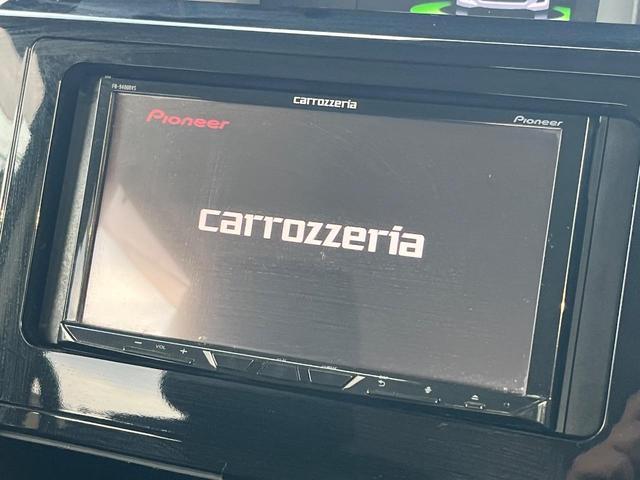 carrozzeria
Pioneer
Pioneer
carrozzeria
− VOL +